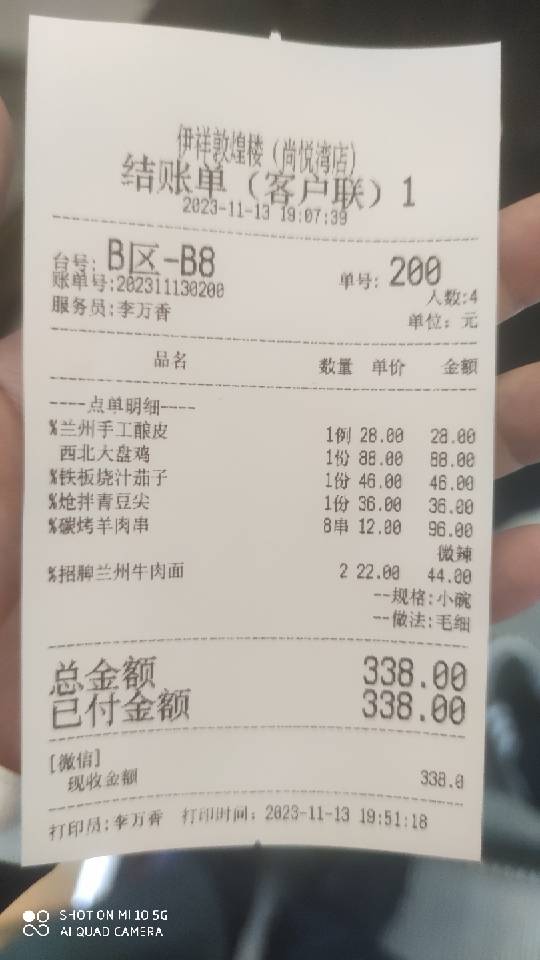 伊祥敦煌楼（尚悦湾店）
结账单（客户联）1
2023-11-13 19:07:39
台号: B区-B8 单号: 200
账单号:202311130200 人数:4
服务员:李万香 单位: 元
品名 数量 单价 金额
----点单明细----
%兰州手工酿皮 1例 28.00 28.00
西北大盘鸡 1份 88.00 88.00
%铁板烧汁茄子 1份 46.00 46.00
%炝拌青豆尖 1份 36.00 36.00
%碳烤羊肉串 8串 12.00 96.00
微辣
%招牌兰州牛肉面 2 22.00 44.00
--规格:小碗
--做法:毛细
总金额 338.00
已付金额 338.00
[微信]
现收金额 338.0
打印员:李万香 打印时间: 2023-11-13 19:51:18
SHOT ON MI 10 5G
AI QUAD CAMERA